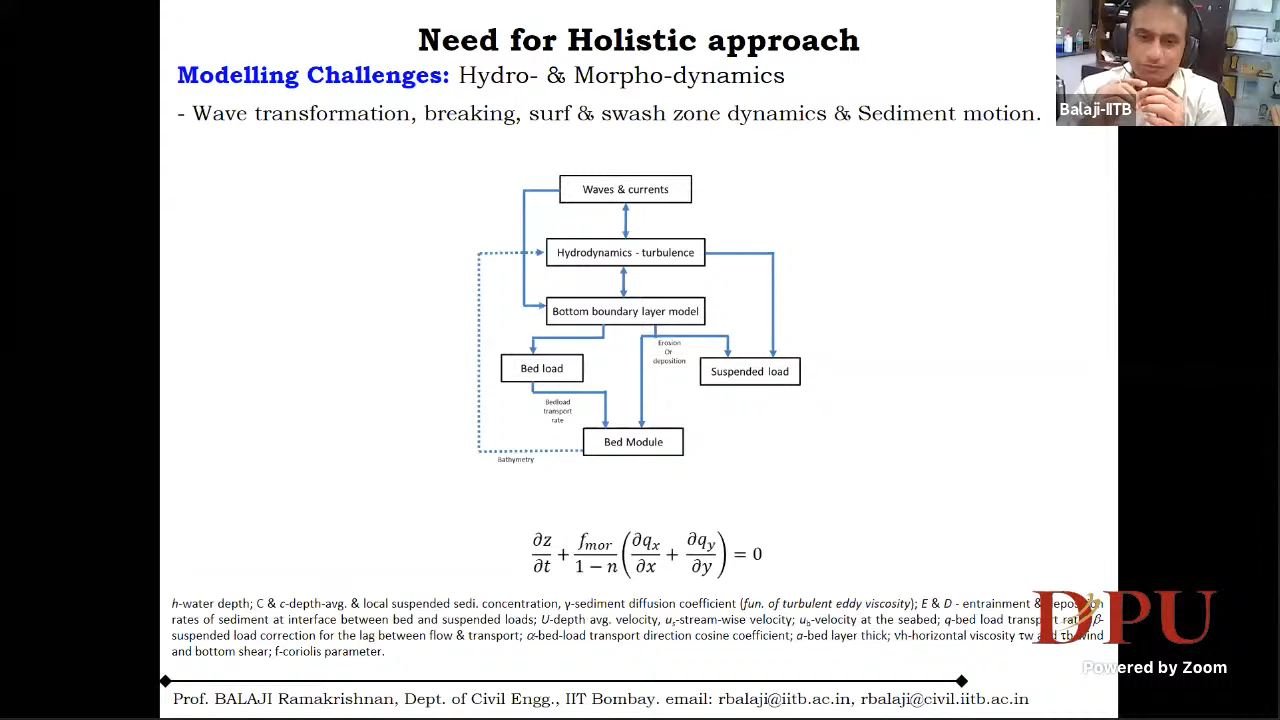 Need for Holistic approach
Modelling Challenges: Hydro- & Morpho-dynamics
- Wave transformation, breaking, surf & swash zone dynamics & Sediment motion.
Balaji-IITB
Waves & currents
Hydrodynamics - turbulence
Bottom boundary layer model
Erosion
Or
deposition
Bed load
Suspended load
Bedload
transport
rate
Bed Module
Bathymetry
∂z/∂t + f_mor/(1 − n) (∂q_x/∂x + ∂q_y/∂y) = 0
h-water depth; C & c-depth-avg. & local suspended sedi. concentration, γ-sediment diffusion coefficient (fun. of turbulent eddy viscosity); E & D - entrainment &
rates of sediment at interface between bed and suspended loads; U-depth avg. velocity, u_s-stream-wise velocity; u_b-velocity at the seabed; q-bed load transport β-
suspended load correction for the lag between flow & transport; α-bed-load transport direction cosine coefficient; a-bed layer thick; vh-horizontal viscosity τw and τb wind
and bottom shear; f-coriolis parameter.
DPU
Powered by Zoom
Prof. BALAJI Ramakrishnan, Dept. of Civil Engg., IIT Bombay. email: rbalaji@iitb.ac.in, rbalaji@civil.iitb.ac.in